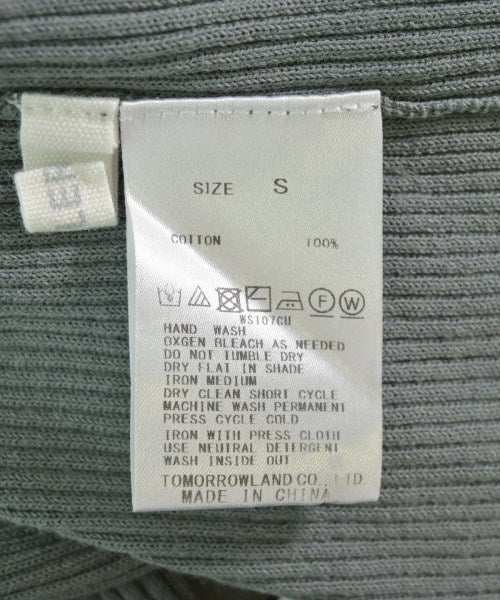 SIZE S
COTTON 100%
F W
WS107CU
HAND WASH
OXGEN BLEACH AS NEEDED
DO NOT TUMBLE DRY
DRY FLAT IN SHADE
IRON MEDIUM
DRY CLEAN SHORT CYCLE
MACHINE WASH PERMANENT
PRESS CYCLE COLD
IRON WITH PRESS CLOTH
USE NEUTRAL DETERGENT
WASH INSIDE OUT
TOMORROWLAND CO., LTD.
MADE IN CHINA